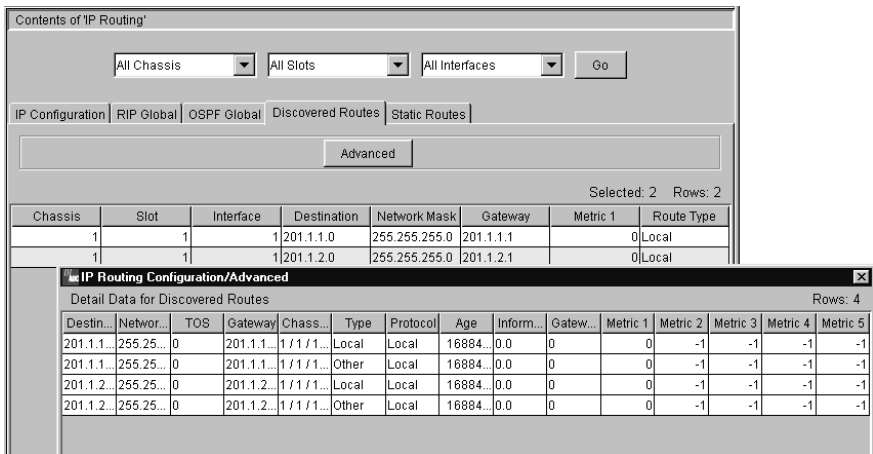 Contents of 'IP Routing'
All Chassis All Slots All Interfaces Go
IP Configuration RIP Global OSPF Global Discovered Routes Static Routes
Advanced
Selected: 2 Rows: 2
Chassis Slot Interface Destination Network Mask Gateway Metric 1 Route Type
1 1 1 201.1.1.0 255.255.255.0 201.1.1.1 0 Local
1 1 1 201.1.2.0 255.255.255.0 201.1.2.1 0 Local
IP Routing Configuration/Advanced
Detail Data for Discovered Routes Rows: 4
Destin... Networ... TOS Gateway Chass... Type Protocol Age Inform... Gatew... Metric 1 Metric 2 Metric 3 Metric 4 Metric 5
201.1.1... 255.25... 0 201.1.1... 1 / 1 / 1... Local Local 16884... 0.0 0 0 -1 -1 -1 -1
201.1.1... 255.25... 0 201.1.1... 1 / 1 / 1... Other Local 16884... 0.0 0 0 -1 -1 -1 -1
201.1.2... 255.25... 0 201.1.2... 1 / 1 / 1... Local Local 16884... 0.0 0 0 -1 -1 -1 -1
201.1.2... 255.25... 0 201.1.2... 1 / 1 / 1... Other Local 16884... 0.0 0 0 -1 -1 -1 -1